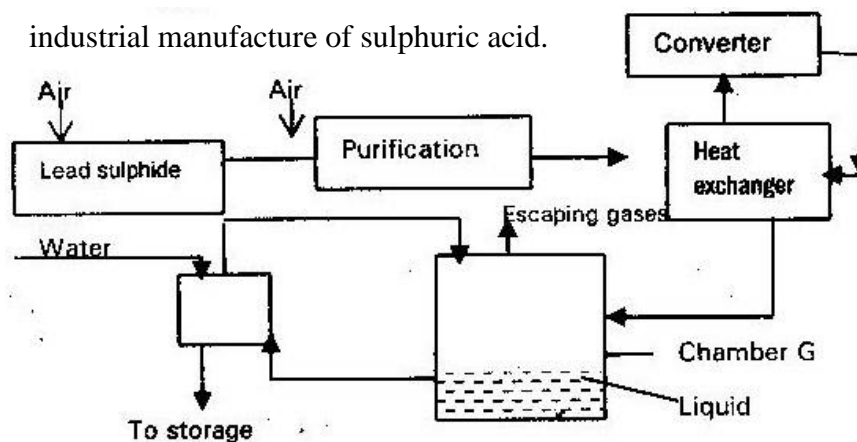 industrial manufacture of sulphuric acid.
Converter
Air
Air
Purification
Lead sulphide
Heat
exchanger
Escaping gases
Water
Chamber G
Liquid
To storage